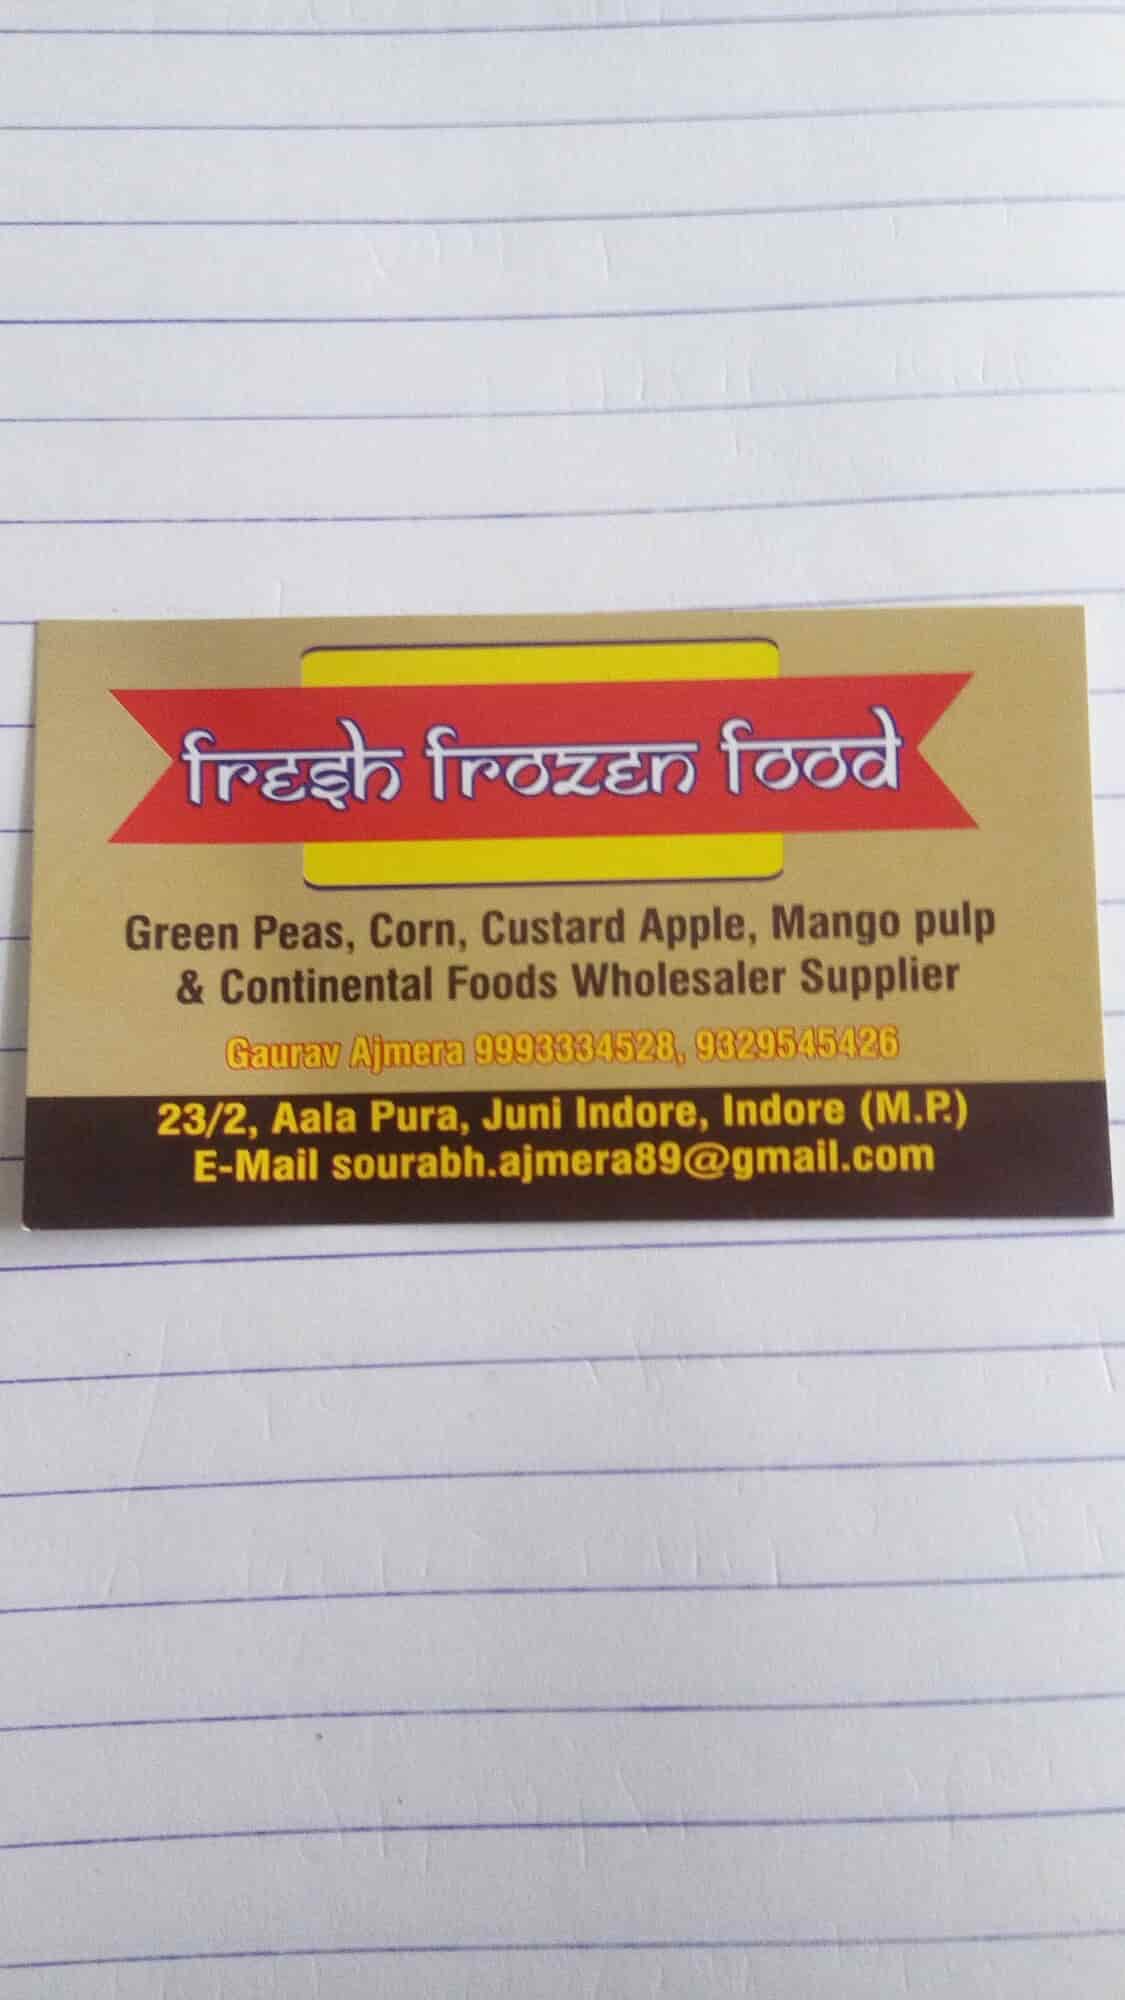 fresh frozen food
Green Peas, Corn, Custard Apple, Mango pulp
& Continental Foods Wholesaler Supplier
Gaurav Ajmera 9993334528, 9329545426
23/2, Aala Pura, Juni Indore, Indore (M.P.)
E-Mail sourabh.ajmera89@gmail.com